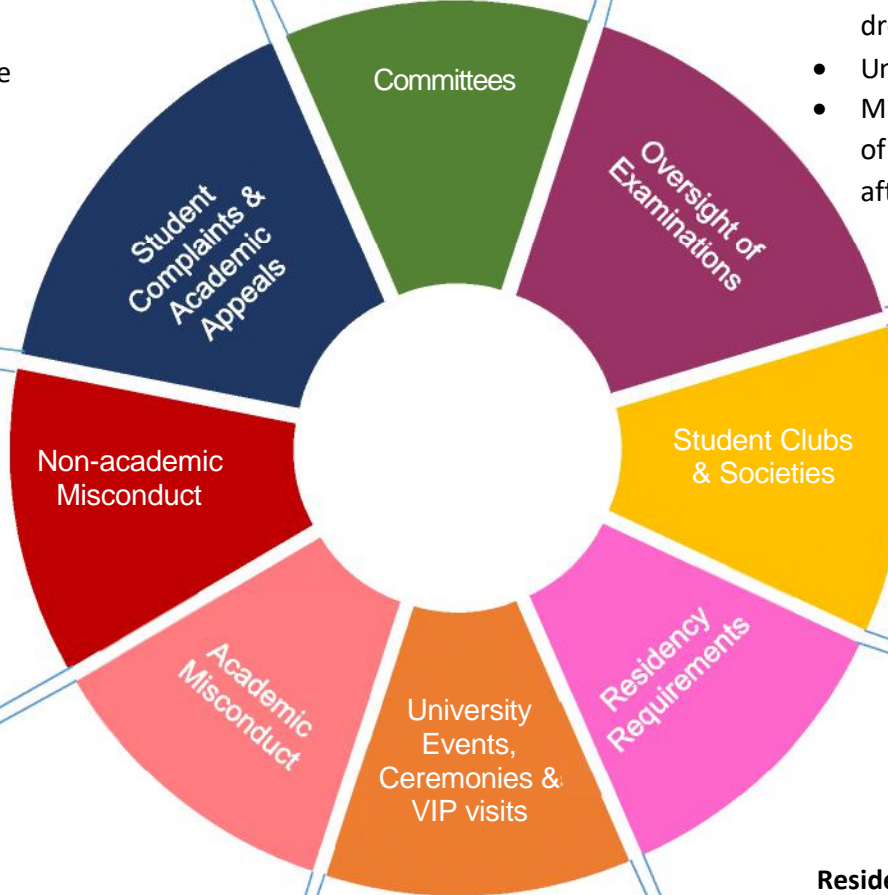 Committees
Oversight of
Examinations
Student Clubs
& Societies
Residency
Requirements
University
Events,
Ceremonies &
VIP visits
Academic
Misconduct
Non-academic
Misconduct
Student
Complaints &
Academic
Appeals
of